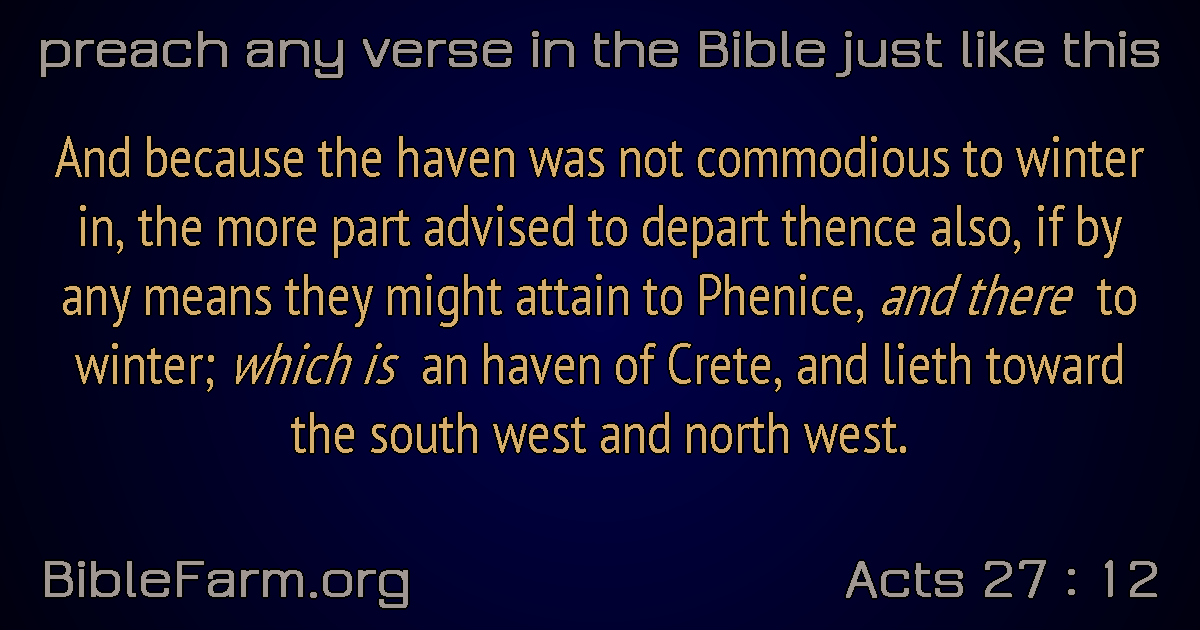 preach any verse in the Bible just like this
And because the haven was not commodious to winter
in, the more part advised to depart thence also, if by
any means they might attain to Phenice, and there to
winter; which is an haven of Crete, and lieth toward
the south west and north west.
BibleFarm.org
Acts 27 : 12